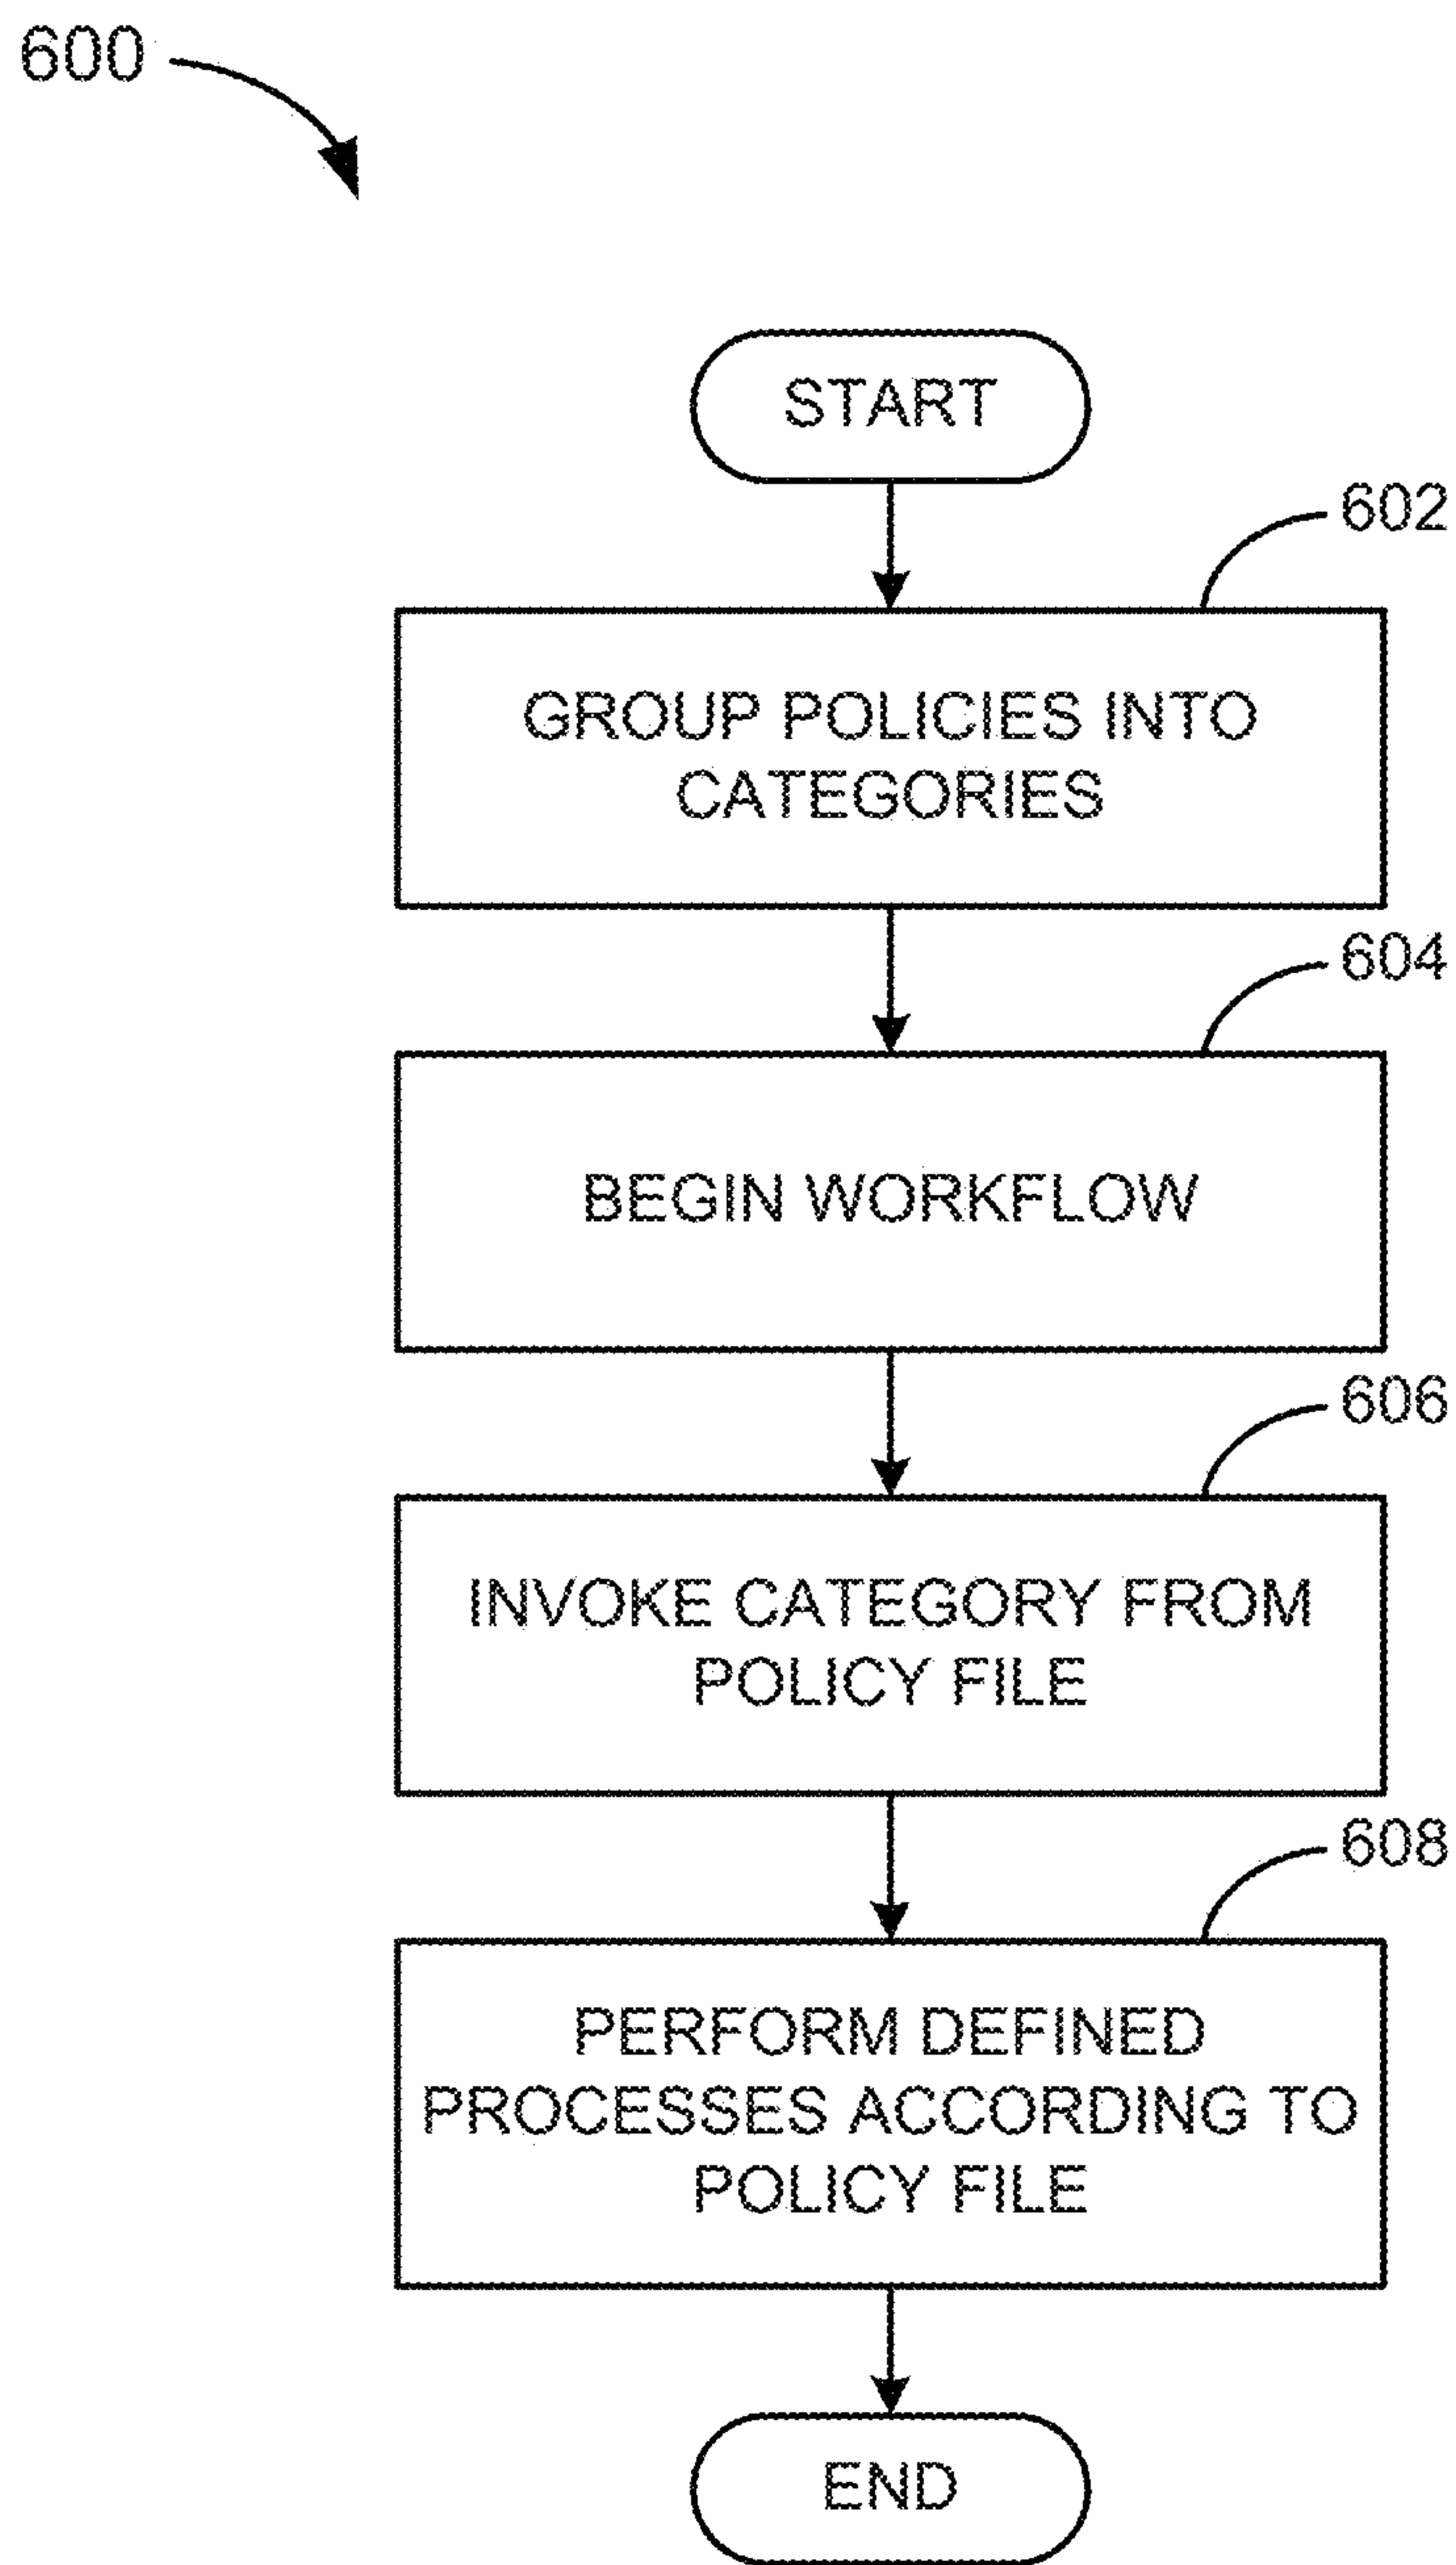 600
START
602
GROUP POLICIES INTO
CATEGORIES
604
BEGIN WORKFLOW
606
INVOKE CATEGORY FROM
POLICY FILE
608
PERFORM DEFINED
PROCESSES ACCORDING TO
POLICY FILE
END